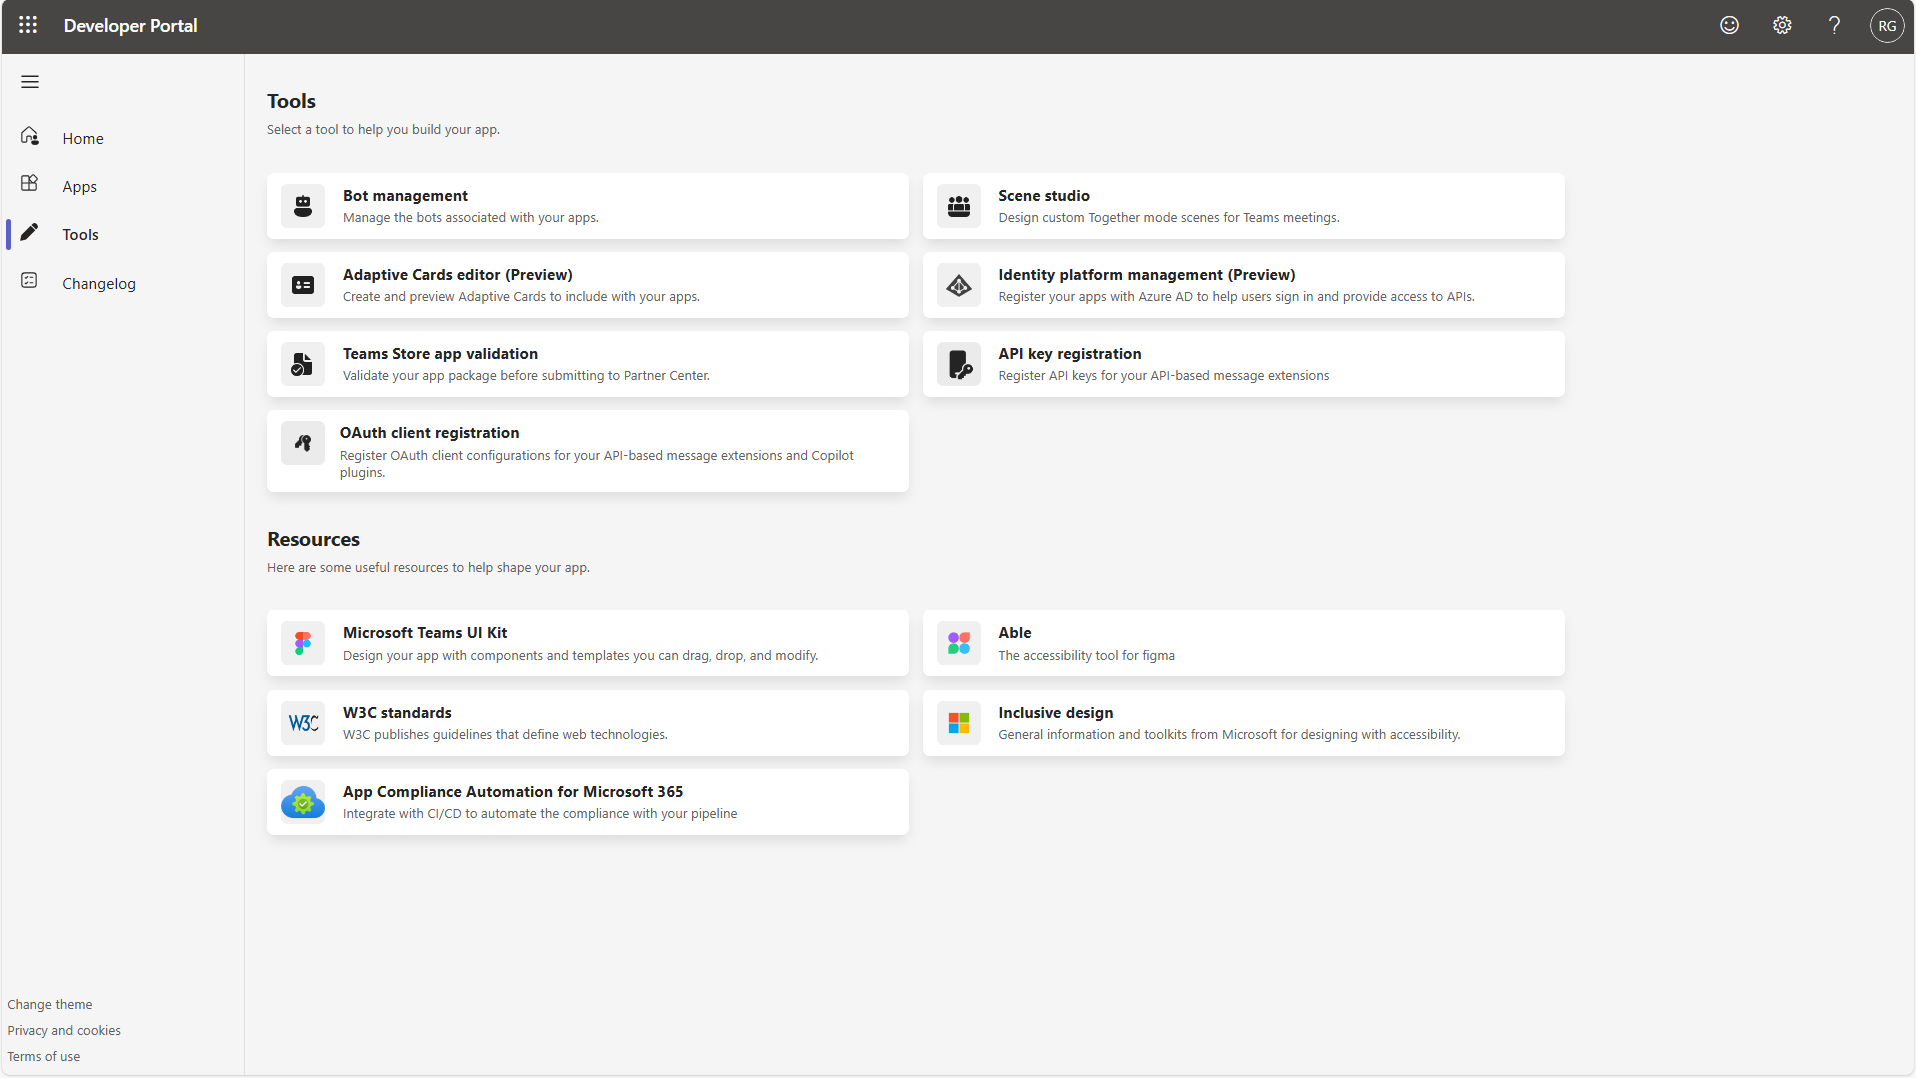 Developer Portal
?
RG
Home
Apps
Tools
Changelog
Tools
Select a tool to help you build your app.
Bot management
Manage the bots associated with your apps.
Scene studio
Design custom Together mode scenes for Teams meetings.
Adaptive Cards editor (Preview)
Create and preview Adaptive Cards to include with your apps.
Identity platform management (Preview)
Register your apps with Azure AD to help users sign in and provide access to APIs.
Teams Store app validation
Validate your app package before submitting to Partner Center.
API key registration
Register API keys for your API-based message extensions
OAuth client registration
Register OAuth client configurations for your API-based message extensions and Copilot
plugins.
Resources
Here are some useful resources to help shape your app.
Microsoft Teams UI Kit
Design your app with components and templates you can drag, drop, and modify.
Able
The accessibility tool for figma
W3C
W3C standards
W3C publishes guidelines that define web technologies.
Inclusive design
General information and toolkits from Microsoft for designing with accessibility.
App Compliance Automation for Microsoft 365
Integrate with CI/CD to automate the compliance with your pipeline
Change theme
Privacy and cookies
Terms of use